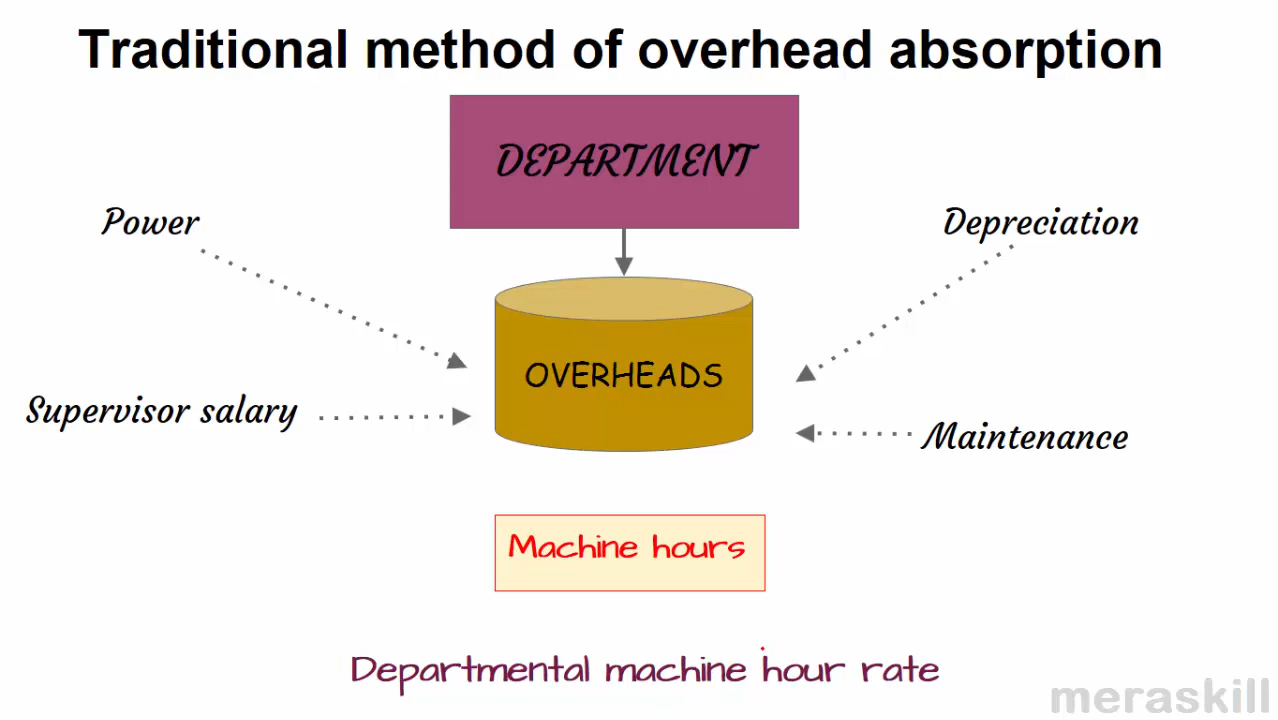 Traditional method of overhead absorption
DEPARTMENT
Power
Depreciation
OVERHEADS
Supervisor salary
Maintenance
Machine hours
Departmental machine hour rate
meraskill